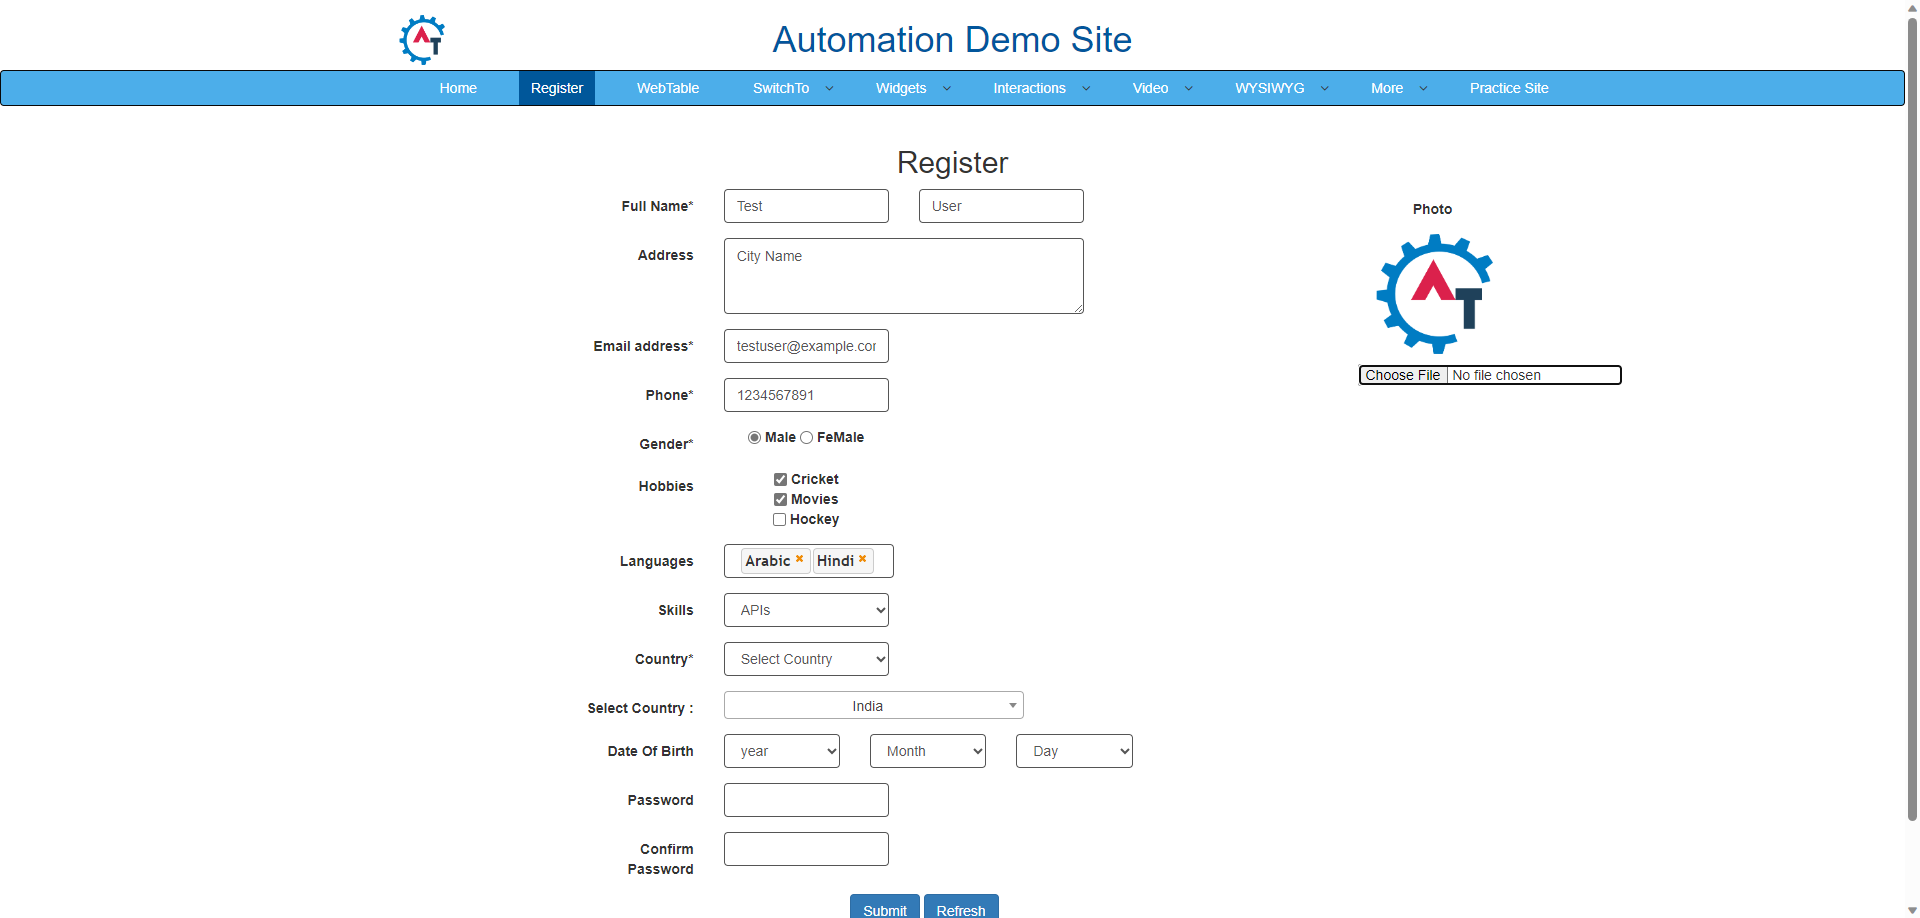 AT
Automation Demo Site
Home Register WebTable SwitchTo Widgets Interactions Video WYSIWYG More Practice Site
Register
Full Name* Test User
Photo
AT
Address City Name
Email address* testuser@example.cor
Choose File No file chosen
Phone* 1234567891
Gender* Male FeMale
Hobbies Cricket
Movies
Hockey
Languages Arabic Hindi
Skills APIs
Country* Select Country
Select Country : India
Date Of Birth year Month Day
Password
Confirm
Password
Submit Refresh